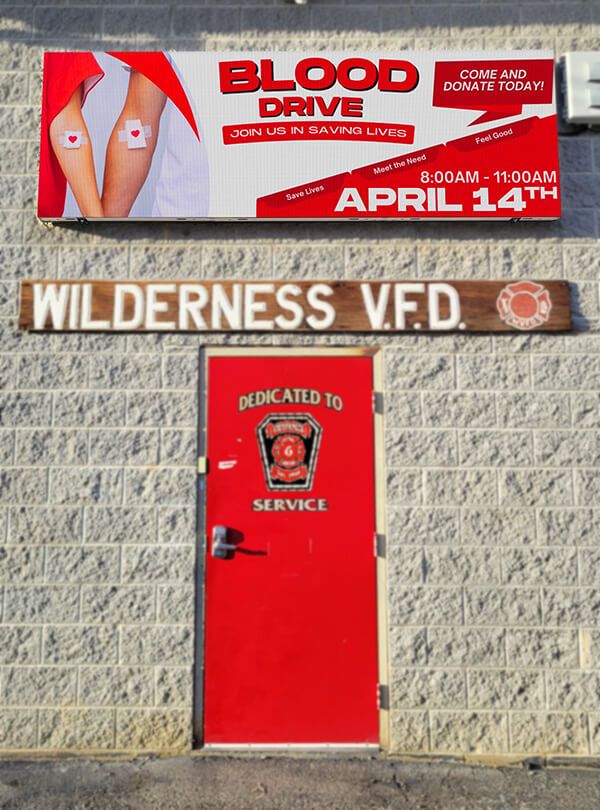 BLOOD
DRIVE
JOIN US IN SAVING LIVES
COME AND
DONATE TODAY!
Save Lives
Meet the Need
Feel Good
8:00AM - 11:00AM
APRIL 14TH
WILDERNESS V.F.D.
DEDICATED TO
6
SERVICE